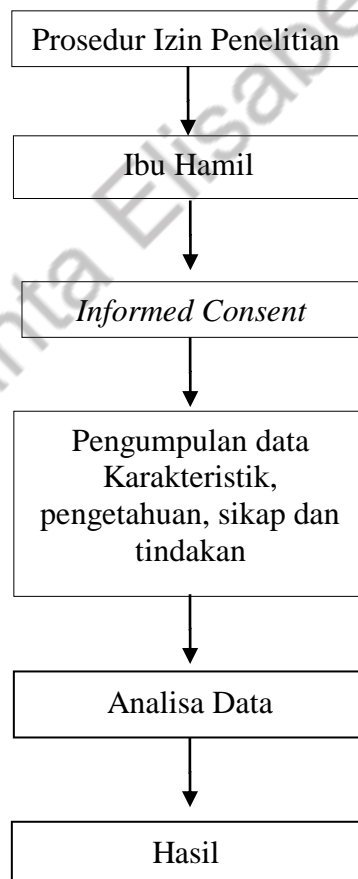 Prosedur Izin Penelitian
Ibu Hamil
Informed Consent
Pengumpulan data
Karakteristik,
pengetahuan, sikap dan
tindakan
Analisa Data
Hasil